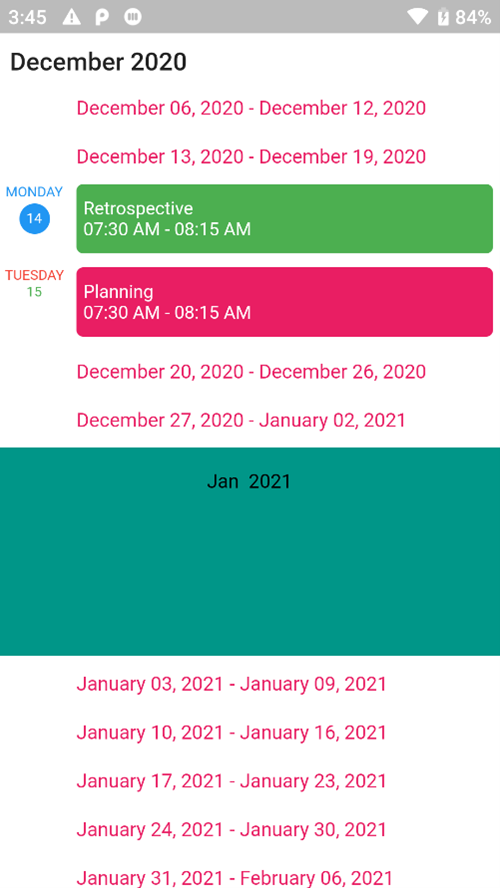 3:45 84%
December 2020
December 06, 2020 - December 12, 2020
December 13, 2020 - December 19, 2020
MONDAY
14
Retrospective
07:30 AM - 08:15 AM
TUESDAY
15
Planning
07:30 AM - 08:15 AM
December 20, 2020 - December 26, 2020
December 27, 2020 - January 02, 2021
Jan 2021
January 03, 2021 - January 09, 2021
January 10, 2021 - January 16, 2021
January 17, 2021 - January 23, 2021
January 24, 2021 - January 30, 2021
January 31, 2021 - February 06, 2021